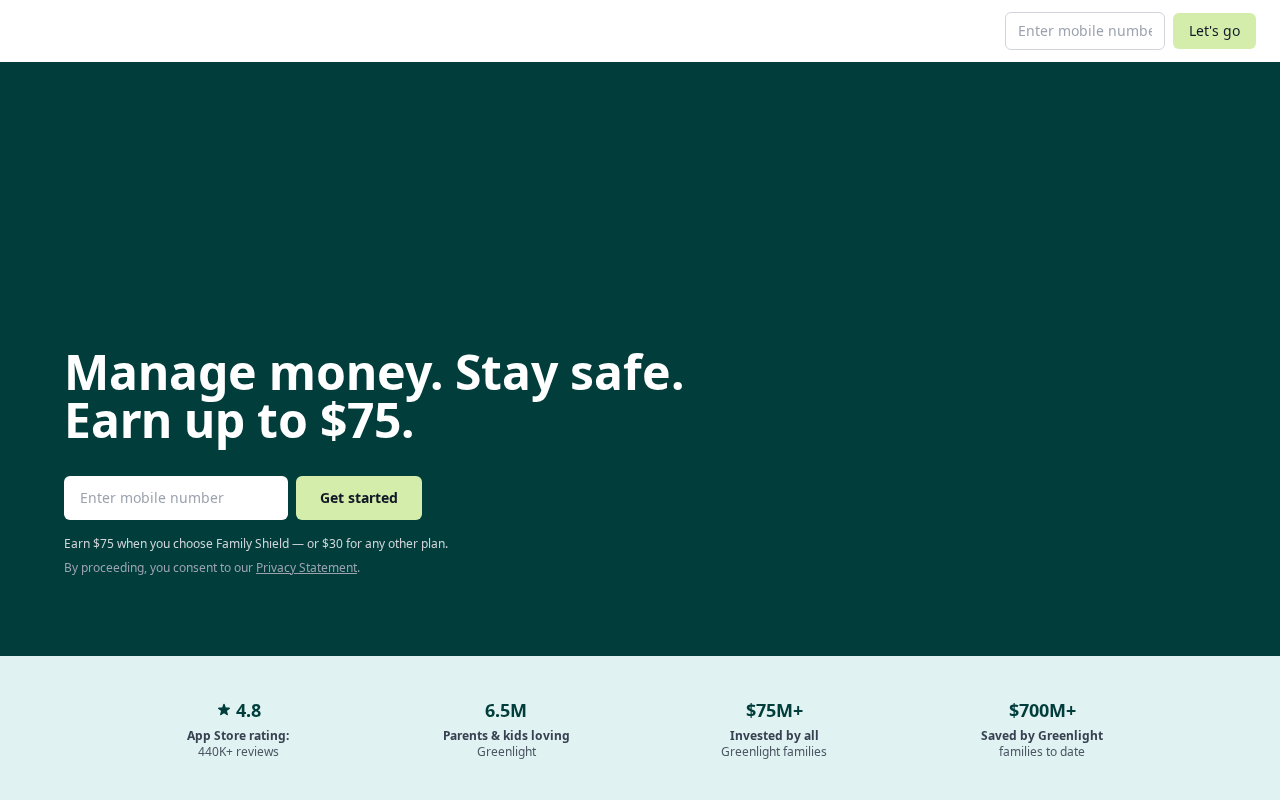 Enter mobile numbe
Let's go
Manage money. Stay safe.
Earn up to $75.
Enter mobile number
Get started
Earn $75 when you choose Family Shield — or $30 for any other plan.
By proceeding, you consent to our Privacy Statement.
★ 4.8
App Store rating:
440K+ reviews
6.5M
Parents & kids loving
Greenlight
$75M+
Invested by all
Greenlight families
$700M+
Saved by Greenlight
families to date